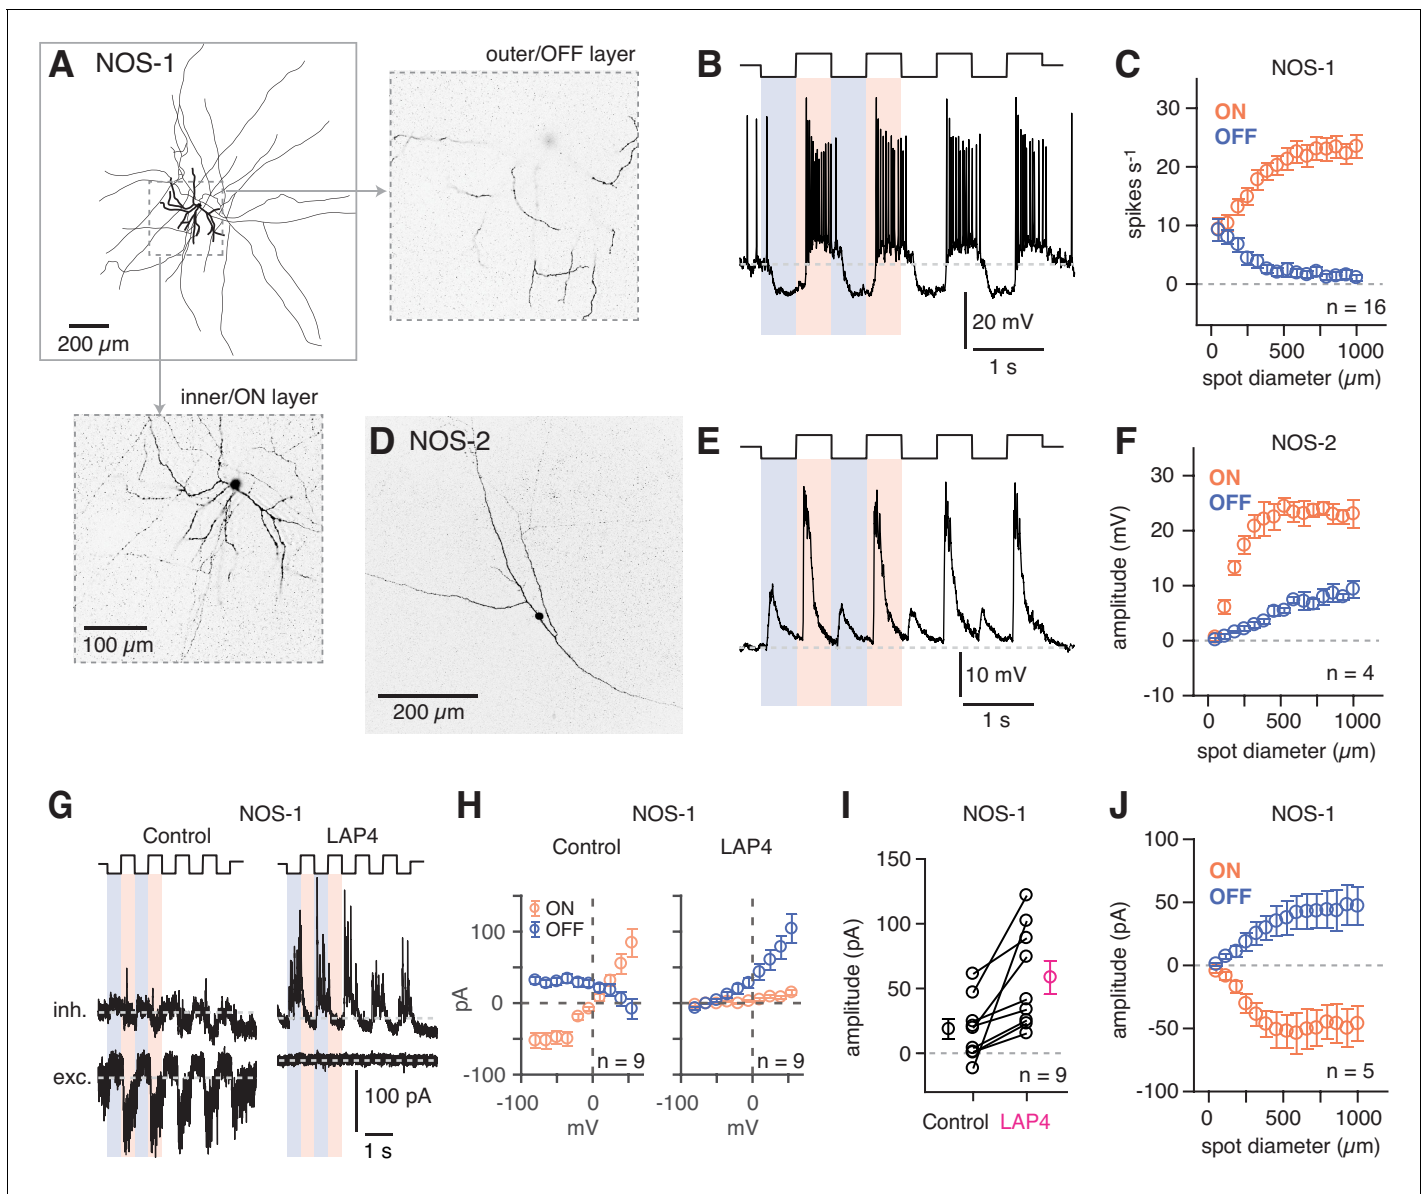 A NOS-1
200 µm
outer/OFF layer
inner/ON layer
100 µm
B
20 mV
1 s
C NOS-1
ON
OFF
spikes s-1
30
20
10
0
n = 16
0 500 1000
spot diameter (µm)
D NOS-2
200 µm
E
10 mV
1 s
F NOS-2
ON
OFF
amplitude (mV)
30
20
10
0
-10
n = 4
0 500 1000
spot diameter (µm)
G NOS-1
Control LAP4
inh.
exc.
100 pA
1 s
H NOS-1
Control LAP4
ON
OFF
pA
100
0
-100
n = 9 n = 9
-100 0 -100 0
mV mV
I NOS-1
amplitude (pA)
150
100
50
0
n = 9
Control LAP4
J NOS-1
ON
OFF
amplitude (pA)
100
50
0
-50
-100
n = 5
0 500 1000
spot diameter (µm)